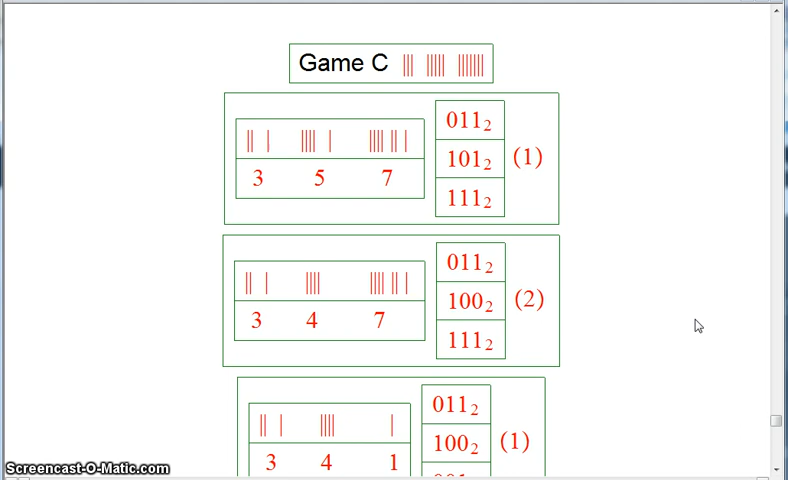 Game C ||| ||||| |||||||
|| | |||| | |||| || |
3 5 7
011₂
101₂
111₂
(1)
|| | |||| |||| || |
3 4 7
011₂
100₂
111₂
(2)
|| | |||| |
3 4 1
011₂
100₂
(1)
Screencast-O-Matic.com